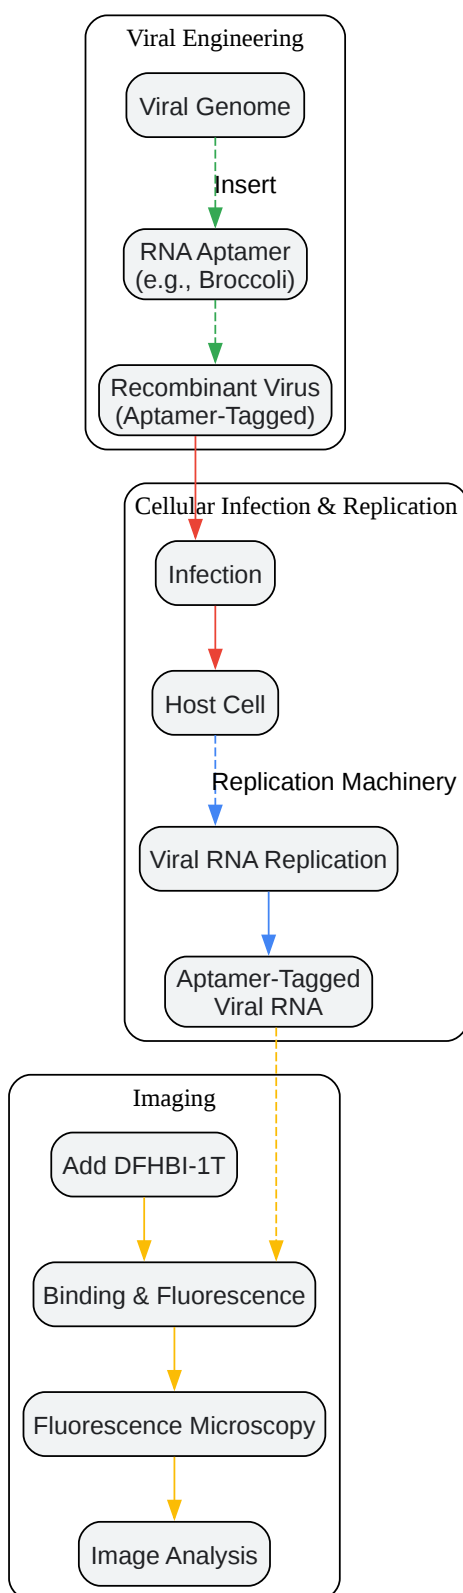 Viral Engineering
Viral Genome
Insert
RNA Aptamer
(e.g., Broccoli)
Recombinant Virus
(Aptamer-Tagged)
Cellular Infection & Replication
Infection
Host Cell
Replication Machinery
Viral RNA Replication
Aptamer-Tagged
Viral RNA
Imaging
Add DFHBI-1T
Binding & Fluorescence
Fluorescence Microscopy
Image Analysis